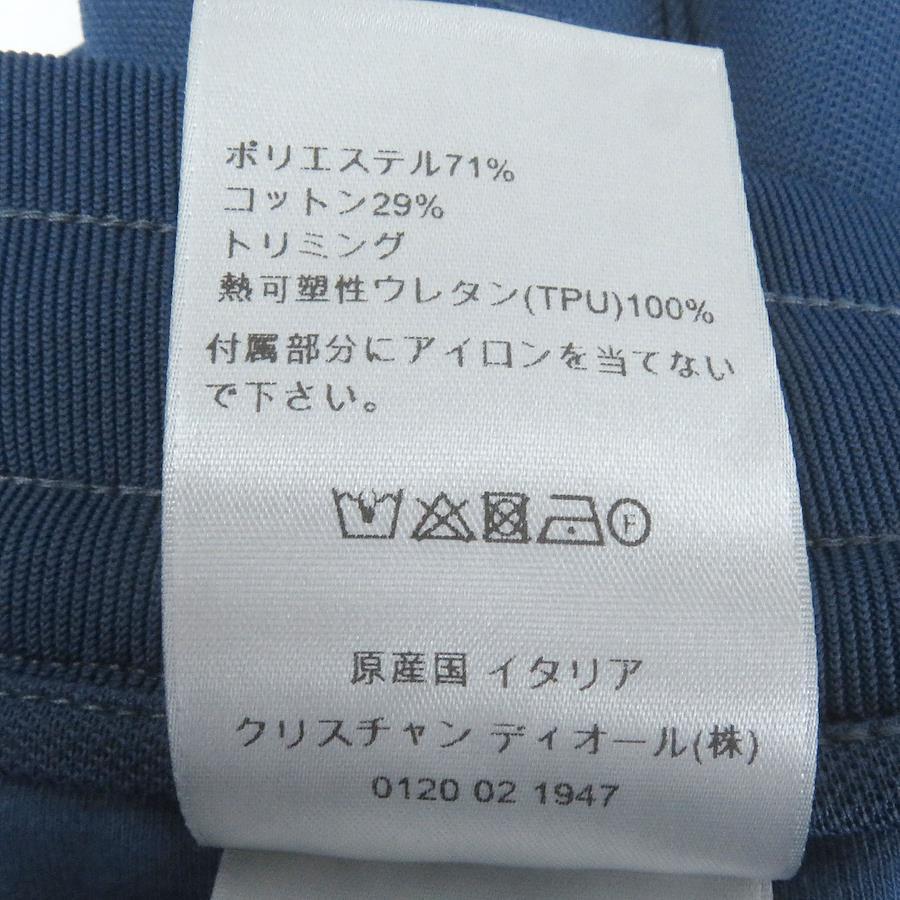 ポリエステル71%
コットン29%
トリミング
熱可塑性ウレタン(TPU)100%
付属部分にアイロンを当てない
で下さい。
F
原産国 イタリア
クリスチャン ディオール(株)
0120 02 1947